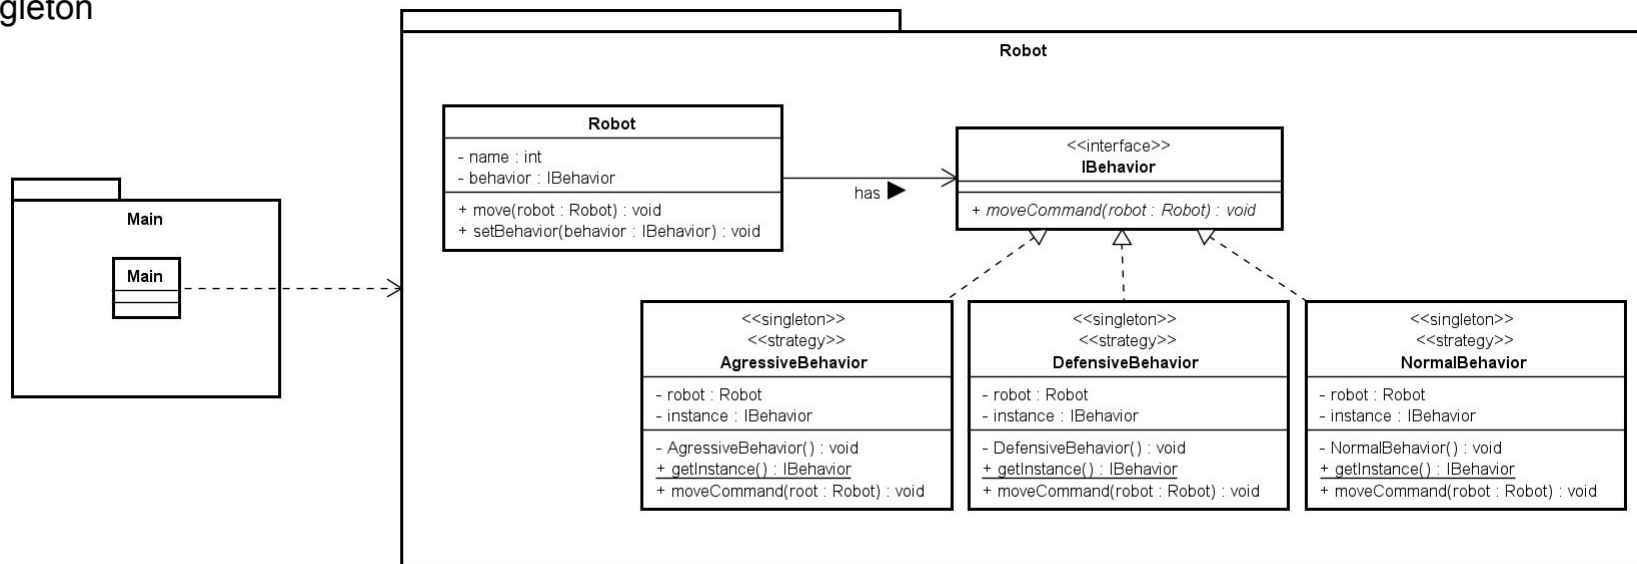 gleton
Robot
Robot
- name : int
- behavior : IBehavior
+ move(robot : Robot) : void
+ setBehavior(behavior : IBehavior) : void
has
<<interface>>
IBehavior
+ moveCommand(robot : Robot) : void
Main
Main
<<singleton>>
<<strategy>>
AgressiveBehavior
- robot : Robot
- instance : IBehavior
- AgressiveBehavior() : void
+ getInstance() : IBehavior
+ moveCommand(root : Robot) : void
<<singleton>>
<<strategy>>
DefensiveBehavior
- robot : Robot
- instance : IBehavior
- DefensiveBehavior() : void
+ getInstance() : IBehavior
+ moveCommand(robot : Robot) : void
<<singleton>>
<<strategy>>
NormalBehavior
- robot : Robot
- instance : IBehavior
- NormalBehavior() : void
+ getInstance() : IBehavior
+ moveCommand(robot : Robot) : void